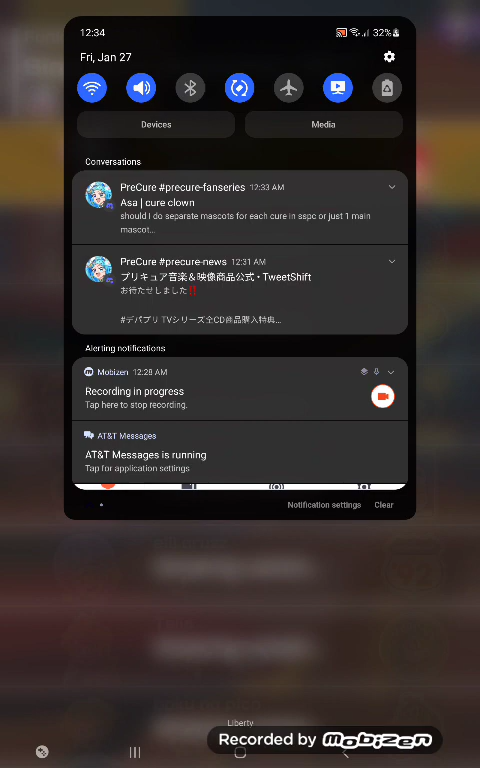 12:34
32%
Fri, Jan 27
Devices
Media
Conversations
PreCure #precure-fanseries 12:33 AM
Asa | cure clown
should I do separate mascots for each cure in sspc or just 1 main
mascot...
PreCure #precure-news 12:31 AM
プリキュア音楽＆映像商品公式 • TweetShift
お待たせしました‼️
#デパプリ TVシリーズ全CD商品購入特典...
Alerting notifications
Mobizen 12:28 AM
Recording in progress
Tap here to stop recording.
AT&T Messages
AT&T Messages is running
Tap for application settings
Notification settings
Clear
Liberty
Recorded by mobizen